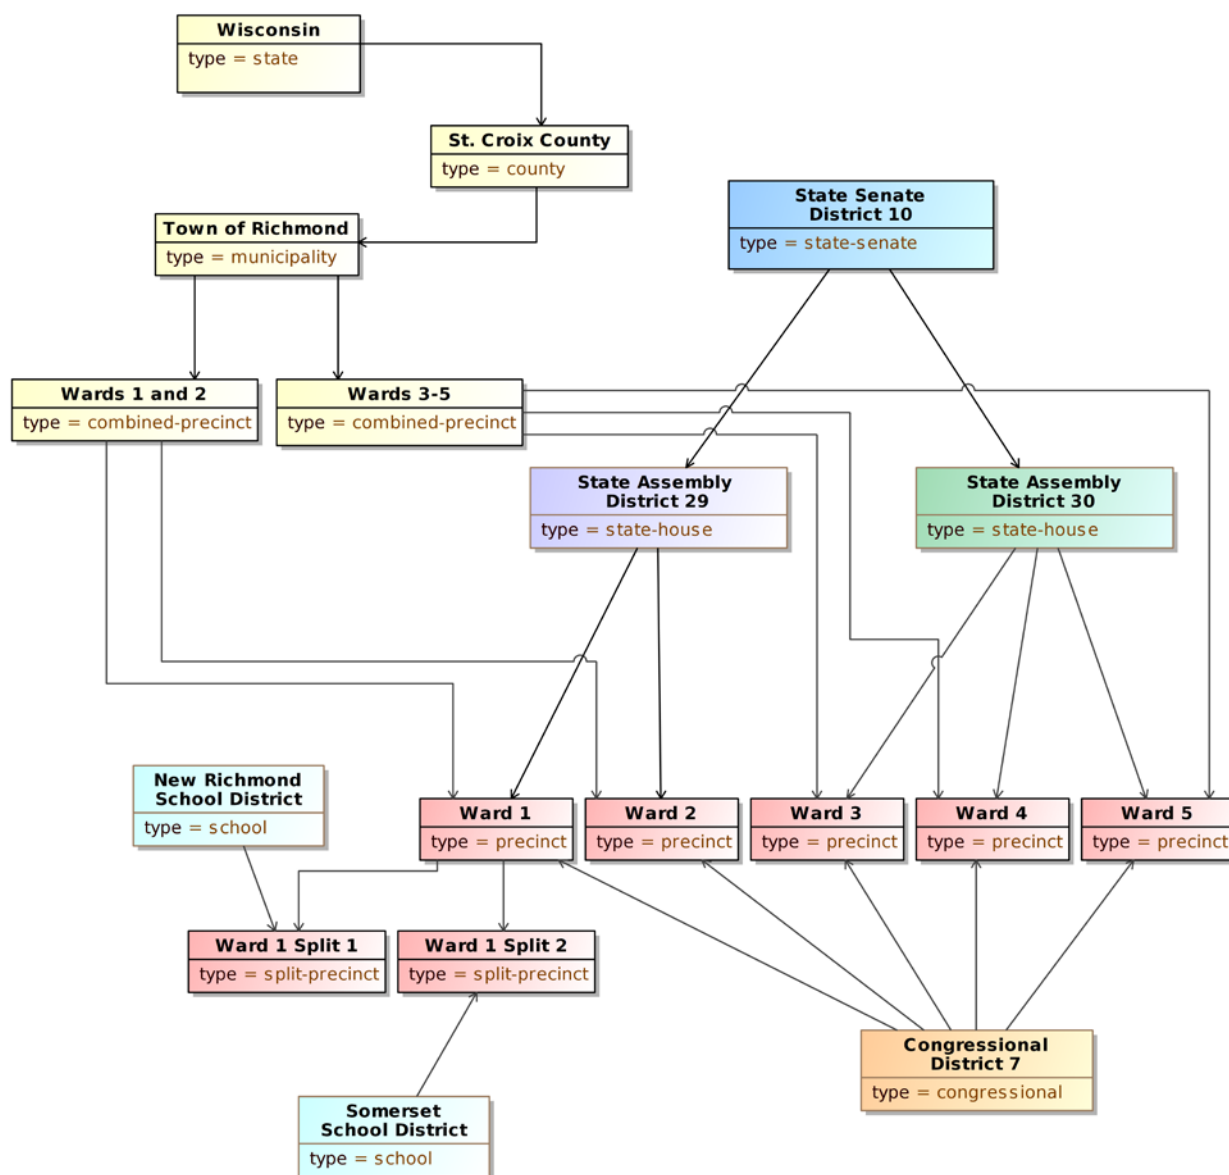 Wisconsin
type = state
St. Croix County
type = county
State Senate
District 10
type = state-senate
Town of Richmond
type = municipality
Wards 1 and 2
type = combined-precinct
Wards 3-5
type = combined-precinct
State Assembly
District 29
type = state-house
State Assembly
District 30
type = state-house
New Richmond
School District
type = school
Ward 1
type = precinct
Ward 2
type = precinct
Ward 3
type = precinct
Ward 4
type = precinct
Ward 5
type = precinct
Ward 1 Split 1
type = split-precinct
Ward 1 Split 2
type = split-precinct
Congressional
District 7
type = congressional
Somerset
School District
type = school